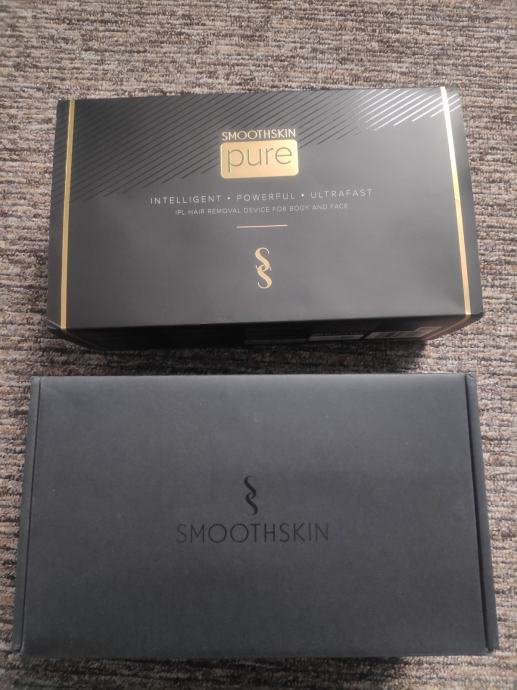 SMOOTHSKIN
pure
INTELLIGENT • POWERFUL • ULTRAFAST
IPL HAIR REMOVAL DEVICE FOR BODY AND FACE
SMOOTHSKIN